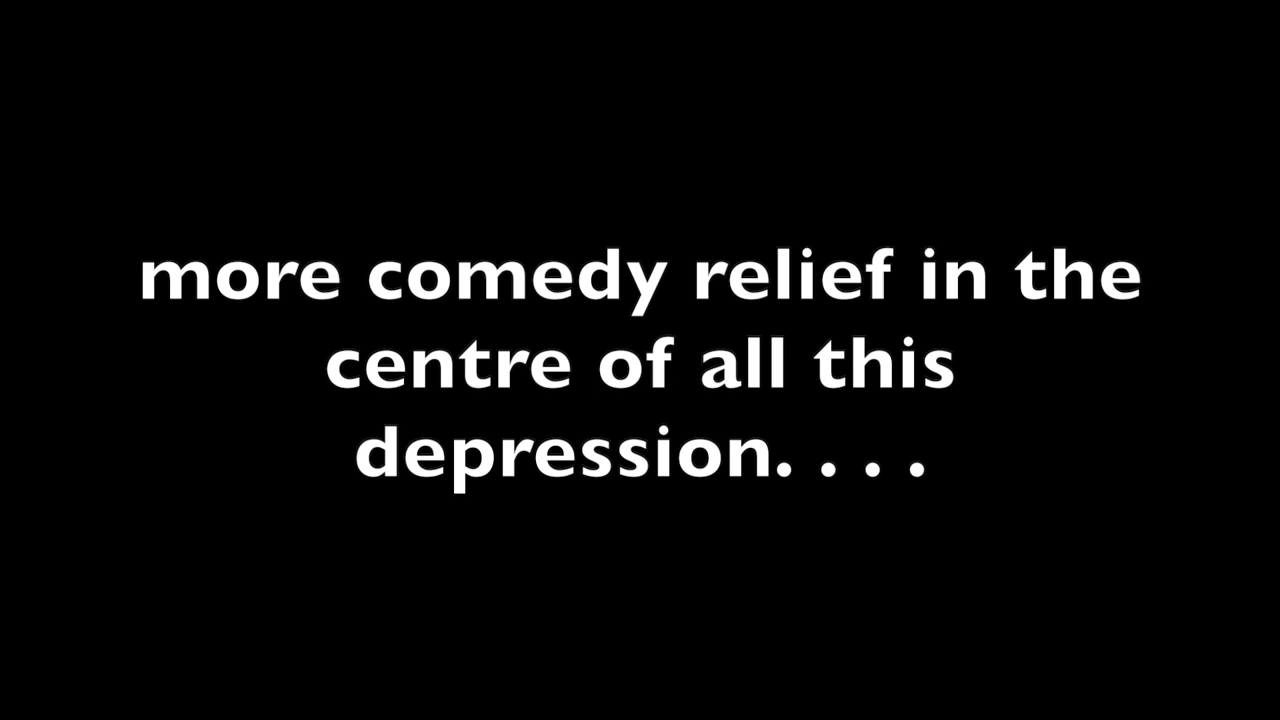 more comedy relief in the
centre of all this
depression. . . .